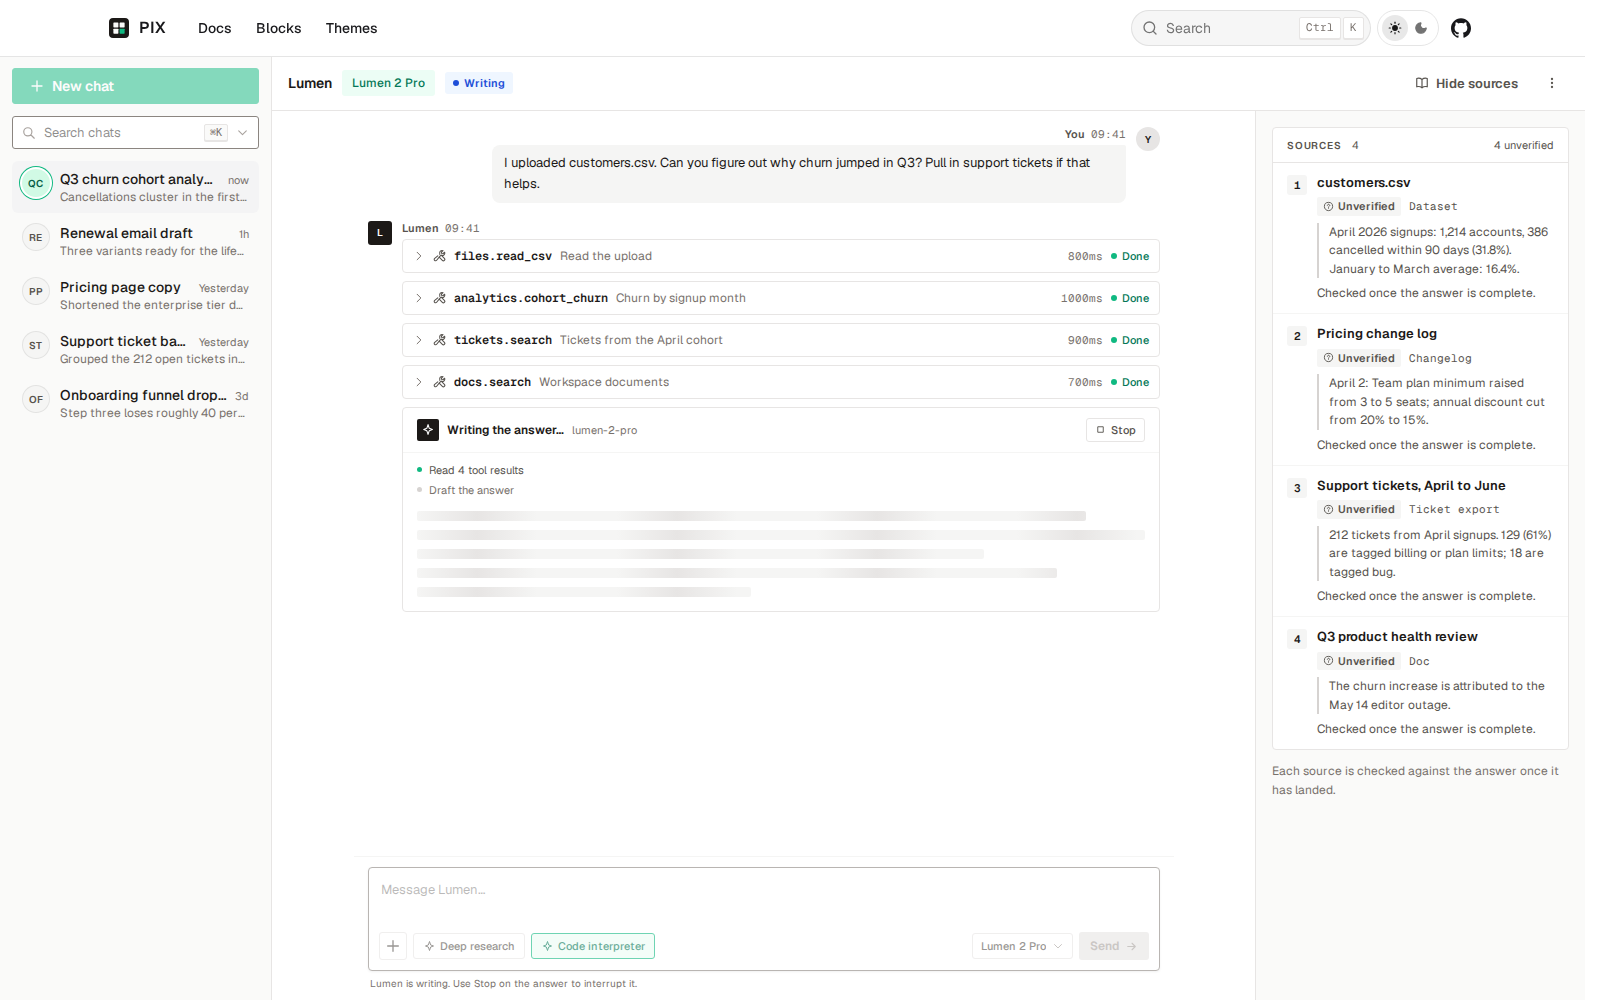 PIX
Docs
Blocks
Themes
Search
Ctrl K
New chat
Search chats
⌘K
QC
Q3 churn cohort analy...
now
Cancellations cluster in the first...
RE
Renewal email draft
1h
Three variants ready for the life...
PP
Pricing page copy
Yesterday
Shortened the enterprise tier d...
ST
Support ticket ba...
Yesterday
Grouped the 212 open tickets in...
OF
Onboarding funnel drop...
3d
Step three loses roughly 40 per...
Lumen
Lumen 2 Pro
Writing
Hide sources
You 09:41
Y
I uploaded customers.csv. Can you figure out why churn jumped in Q3? Pull in support tickets if that
helps.
L
Lumen 09:41
files.read_csv Read the upload 800ms Done
analytics.cohort_churn Churn by signup month 1000ms Done
tickets.search Tickets from the April cohort 900ms Done
docs.search Workspace documents 700ms Done
Writing the answer... lumen-2-pro
Stop
Read 4 tool results
Draft the answer
Message Lumen...
Deep research
Code interpreter
Lumen 2 Pro
Send
Lumen is writing. Use Stop on the answer to interrupt it.
SOURCES 4
4 unverified
1
customers.csv
Unverified Dataset
April 2026 signups: 1,214 accounts, 386
cancelled within 90 days (31.8%).
January to March average: 16.4%.
Checked once the answer is complete.
2
Pricing change log
Unverified Changelog
April 2: Team plan minimum raised
from 3 to 5 seats; annual discount cut
from 20% to 15%.
Checked once the answer is complete.
3
Support tickets, April to June
Unverified Ticket export
212 tickets from April signups. 129 (61%)
are tagged billing or plan limits; 18 are
tagged bug.
Checked once the answer is complete.
4
Q3 product health review
Unverified Doc
The churn increase is attributed to the
May 14 editor outage.
Checked once the answer is complete.
Each source is checked against the answer once it
has landed.